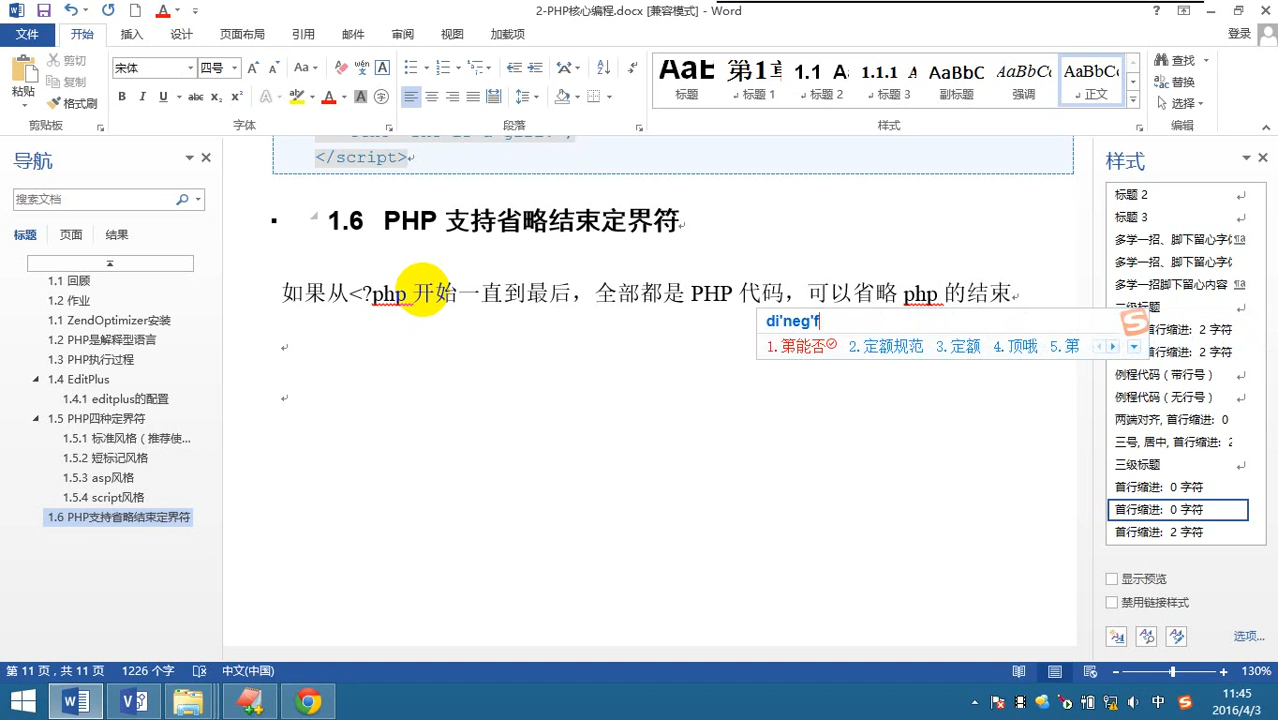 2-PHP核心编程.docx [兼容模式] - Word
文件 开始 插入 设计 页面布局 引用 邮件 审阅 视图 加载项 登录
剪切
复制
格式刷
粘贴
宋体 四号
AaB 第1章 1.1 A 1.1.1 A AaBbC AaBbCc AaBbCc
标题 标题 1 标题 2 标题 3 副标题 强调 正文
查找
替换
选择
剪贴板 字体 段落 样式 编辑
导航
搜索文档
标题 页面 结果
1.1 回顾
1.2 作业
1.3 ZendOptimizer安装
1.2 PHP是解释型语言
1.3 PHP执行过程
1.4 EditPlus
1.4.1 editplus的配置
1.5 PHP四种定界符
1.5.1 标准风格（推荐使...
1.5.2 短标记风格
1.5.3 asp风格
1.5.4 script风格
1.6 PHP支持省略结束定界符
</script>
1.6 PHP 支持省略结束定界符
如果从<?php 开始一直到最后，全部都是 PHP 代码，可以省略 php 的结束
di'neg'f
1.第能否 2.定额规范 3.定额 4.顶哦 5.第
样式
标题 2
标题 3
多学一招、脚下留心字
多学一招、脚下留心字
多学一招脚下留心内容
二级标题
首行缩进: 2 字符
首行缩进: 2 字符
例程代码（带行号）
例程代码（无行号）
两端对齐, 首行缩进: 0
三号, 居中, 首行缩进: 2
三级标题
首行缩进: 0 字符
首行缩进: 0 字符
首行缩进: 2 字符
显示预览
禁用链接样式
选项...
第 11 页，共 11 页 1226 个字 中文(中国) 130%
中
11:45
2016/4/3